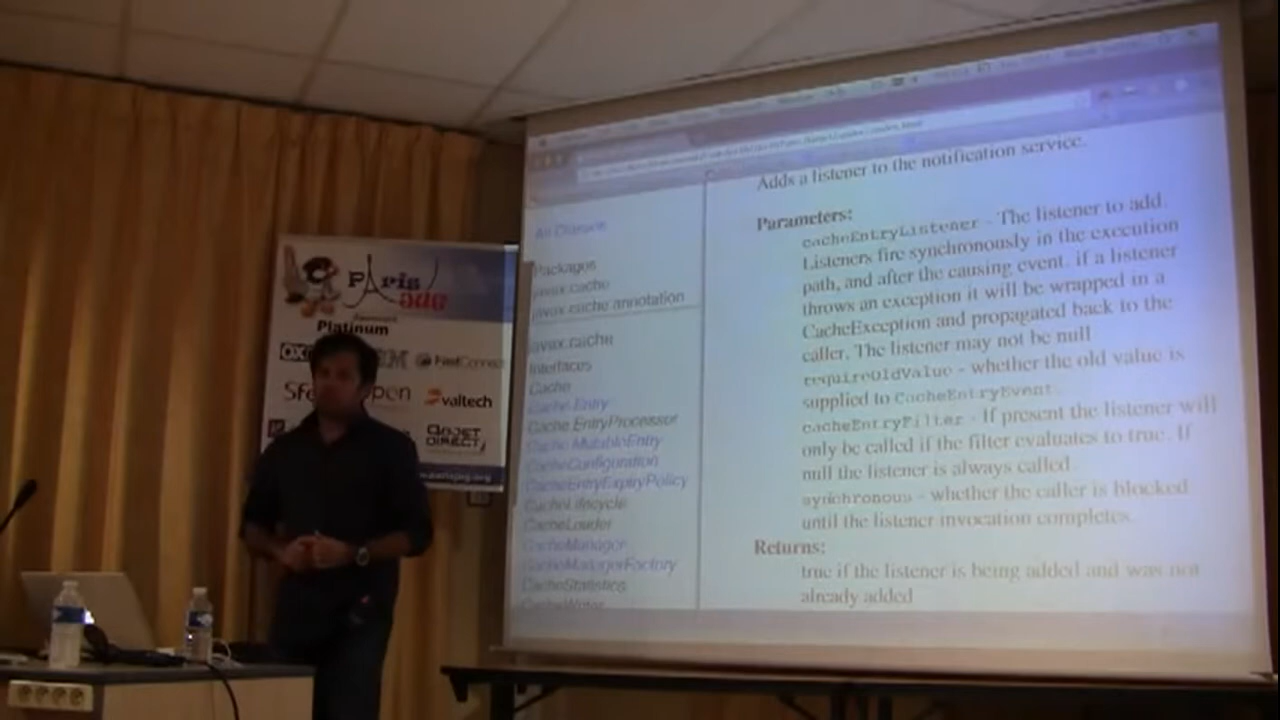 Paris
Platinum
FastConnect
valtech
OBJET
DIRECT
All Classes
Packages
javax.cache
javax.cache.annotation
javax.cache
Interfaces
Cache
Cache.Entry
Cache.EntryProcessor
Cache.MutableEntry
CacheConfiguration
CacheEntryExpiryPolicy
CacheLifecycle
CacheLoader
CacheManager
CacheManagerFactory
CacheStatistics
CacheWriter
Adds a listener to the notification service.
Parameters:
cacheEntryListener - The listener to add.
Listeners fire synchronously in the execution
path, and after the causing event. if a listener
throws an exception it will be wrapped in a
CacheException and propagated back to the
caller. The listener may not be null
requireOldValue - whether the old value is
supplied to CacheEntryEvent.
cacheEntryFilter - If present the listener will
only be called if the filter evaluates to true. If
null the listener is always called.
synchronous - whether the caller is blocked
until the listener invocation completes.
Returns:
true if the listener is being added and was not
already added